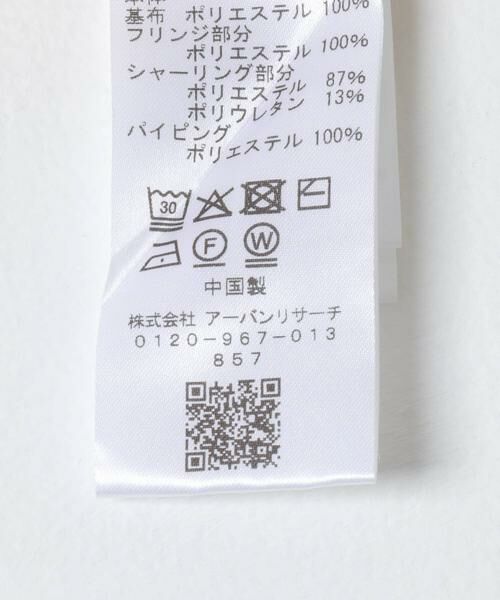 基布 ポリエステル 100%
フリンジ部分
ポリエステル 100%
シャーリング部分
ポリエステル 87%
ポリウレタン 13%
パイピング
ポリエステル 100%
30
F W
中国製
株式会社 アーバンリサーチ
0120-967-013
857